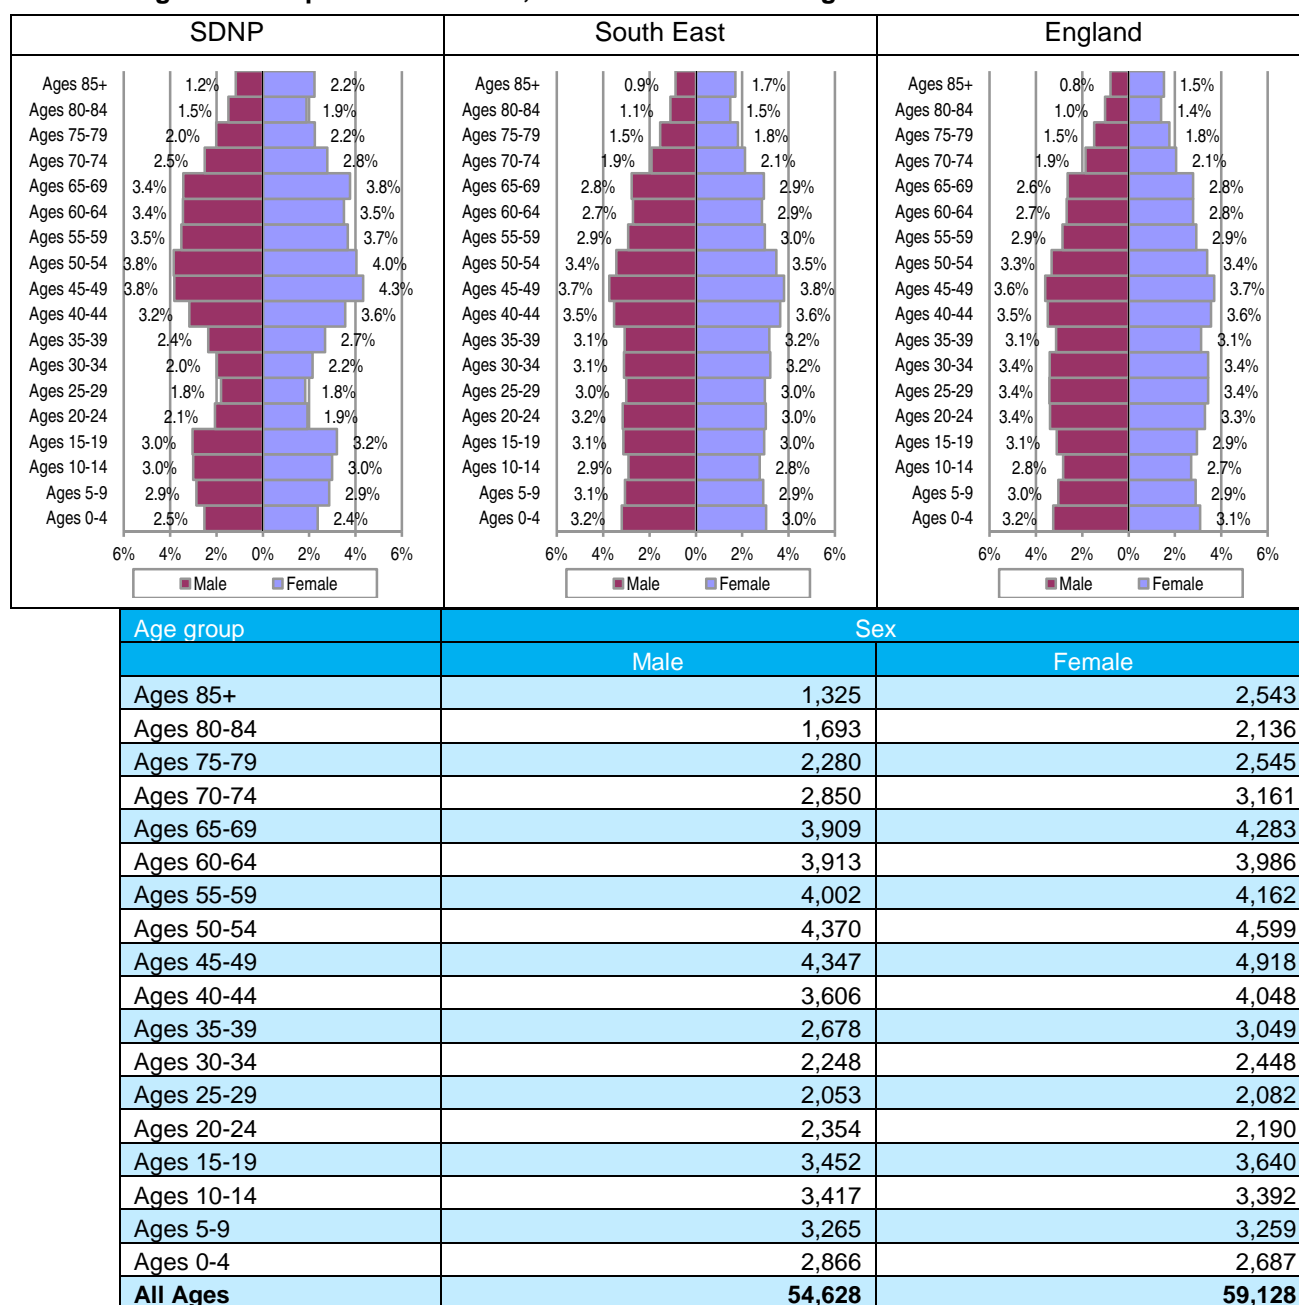 SDNP South East England
Ages 85+ 1.2% 2.2% Ages 85+ 0.9% 1.7% Ages 85+ 0.8% 1.5%
Ages 80-84 1.5% 1.9% Ages 80-84 1.1% 1.5% Ages 80-84 1.0% 1.4%
Ages 75-79 2.0% 2.2% Ages 75-79 1.5% 1.8% Ages 75-79 1.5% 1.8%
Ages 70-74 2.5% 2.8% Ages 70-74 1.9% 2.1% Ages 70-74 1.9% 2.1%
Ages 65-69 3.4% 3.8% Ages 65-69 2.8% 2.9% Ages 65-69 2.6% 2.8%
Ages 60-64 3.4% 3.5% Ages 60-64 2.7% 2.9% Ages 60-64 2.7% 2.8%
Ages 55-59 3.5% 3.7% Ages 55-59 2.9% 3.0% Ages 55-59 2.9% 2.9%
Ages 50-54 3.8% 4.0% Ages 50-54 3.4% 3.5% Ages 50-54 3.3% 3.4%
Ages 45-49 3.8% 4.3% Ages 45-49 3.7% 3.8% Ages 45-49 3.6% 3.7%
Ages 40-44 3.2% 3.6% Ages 40-44 3.5% 3.6% Ages 40-44 3.5% 3.6%
Ages 35-39 2.4% 2.7% Ages 35-39 3.1% 3.2% Ages 35-39 3.1% 3.1%
Ages 30-34 2.0% 2.2% Ages 30-34 3.1% 3.2% Ages 30-34 3.4% 3.4%
Ages 25-29 1.8% 1.8% Ages 25-29 3.0% 3.0% Ages 25-29 3.4% 3.4%
Ages 20-24 2.1% 1.9% Ages 20-24 3.2% 3.0% Ages 20-24 3.4% 3.3%
Ages 15-19 3.0% 3.2% Ages 15-19 3.1% 3.0% Ages 15-19 3.1% 2.9%
Ages 10-14 3.0% 3.0% Ages 10-14 2.9% 2.8% Ages 10-14 2.8% 2.7%
Ages 5-9 2.9% 2.9% Ages 5-9 3.1% 2.9% Ages 5-9 3.0% 2.9%
Ages 0-4 2.5% 2.4% Ages 0-4 3.2% 3.0% Ages 0-4 3.2% 3.1%
6% 4% 2% 0% 2% 4% 6% 6% 4% 2% 0% 2% 4% 6% 6% 4% 2% 0% 2% 4% 6%
Male Female Male Female Male Female
Age group Sex
Male Female
Ages 85+ 1,325 2,543
Ages 80-84 1,693 2,136
Ages 75-79 2,280 2,545
Ages 70-74 2,850 3,161
Ages 65-69 3,909 4,283
Ages 60-64 3,913 3,986
Ages 55-59 4,002 4,162
Ages 50-54 4,370 4,599
Ages 45-49 4,347 4,918
Ages 40-44 3,606 4,048
Ages 35-39 2,678 3,049
Ages 30-34 2,248 2,448
Ages 25-29 2,053 2,082
Ages 20-24 2,354 2,190
Ages 15-19 3,452 3,640
Ages 10-14 3,417 3,392
Ages 5-9 3,265 3,259
Ages 0-4 2,866 2,687
All Ages 54,628 59,128